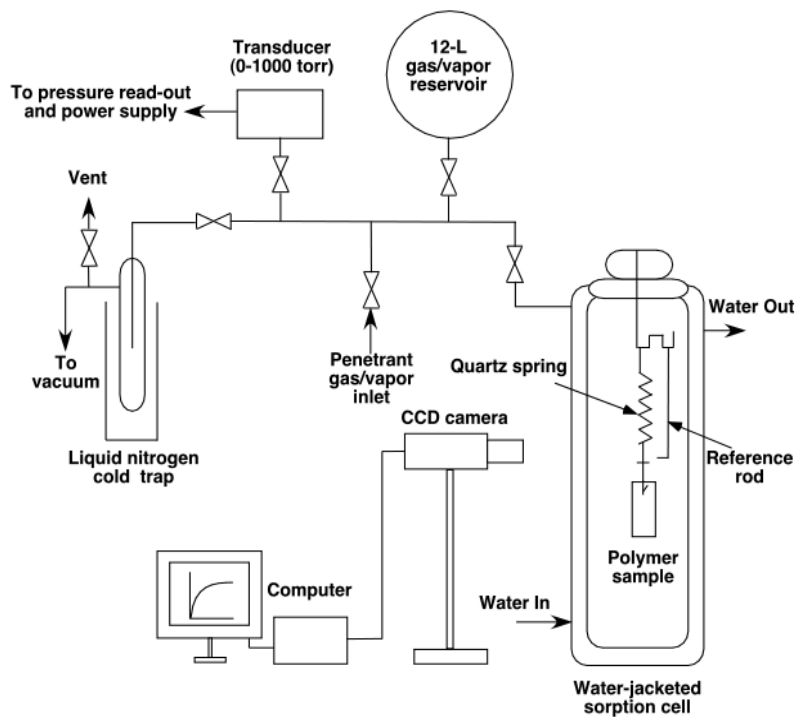 Transducer
(0-1000 torr)
12-L
gas/vapor
reservoir
To pressure read-out
and power supply
Vent
To
vacuum
Liquid nitrogen
cold trap
Penetrant
gas/vapor
inlet
CCD camera
Quartz spring
Water Out
Reference
rod
Polymer
sample
Computer
Water In
Water-jacketed
sorption cell